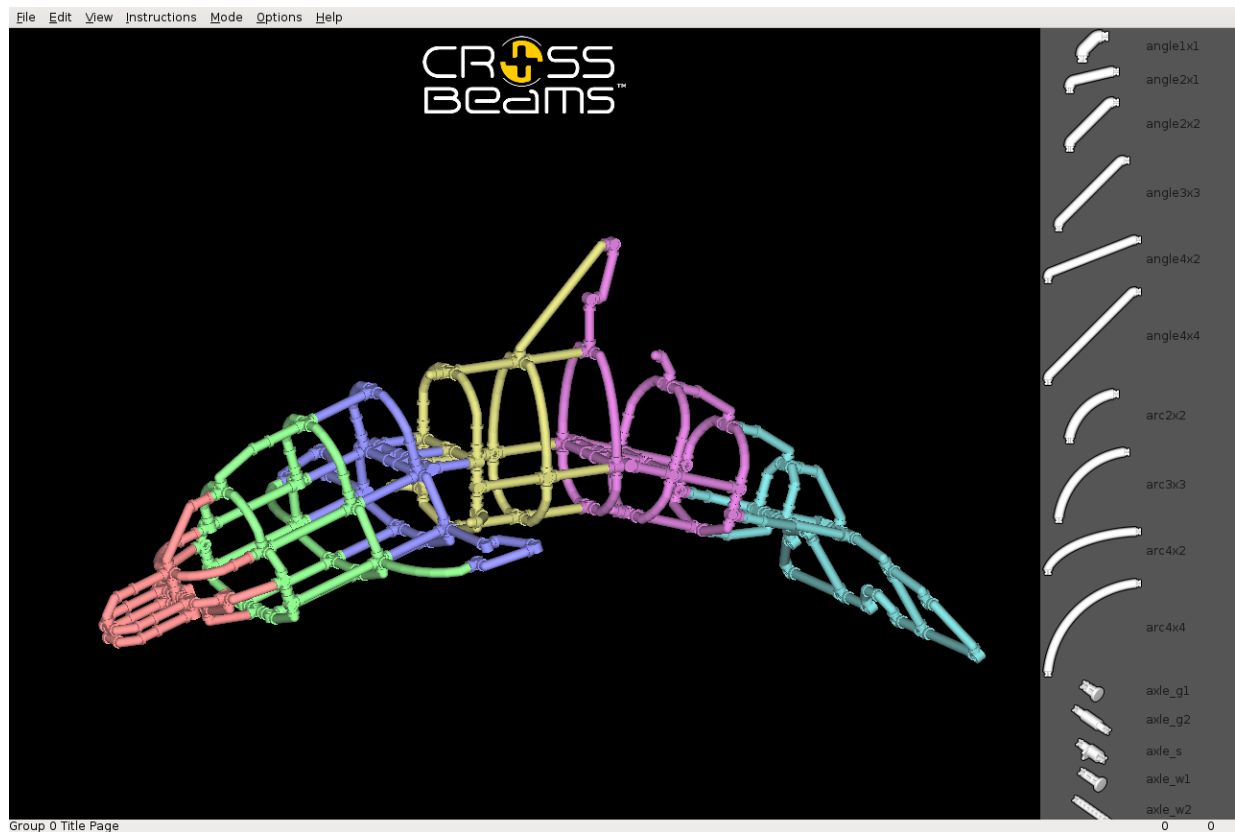 File Edit View Instructions Mode Options Help
CROSS
BEAMS™
angle1x1
angle2x1
angle2x2
angle3x3
angle4x2
angle4x4
arc2x2
arc3x3
arc4x2
arc4x4
axle_g1
axle_g2
axle_s
axle_w1
axle_w2
Group 0 Title Page 0 0